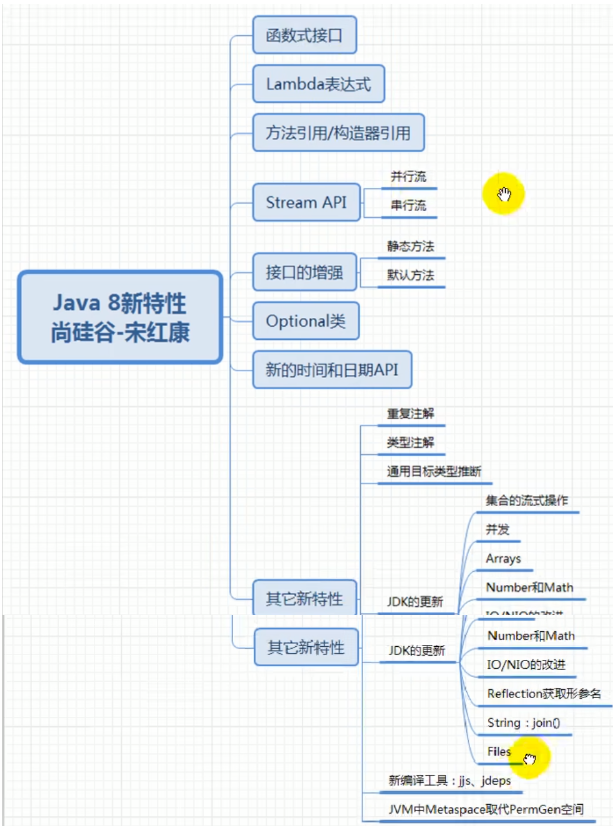 函数式接口
Lambda表达式
方法引用/构造器引用
Stream API
并行流
串行流
接口的增强
静态方法
默认方法
Java 8新特性
尚硅谷-宋红康
Optional类
新的时间和日期API
其它新特性
重复注解
类型注解
通用目标类型推断
JDK的更新
集合的流式操作
并发
Arrays
Number和Math
IO/NIO的改进
其它新特性
JDK的更新
Number和Math
IO/NIO的改进
Reflection获取形参名
String：join()
Files
新编译工具：jjs、jdeps
JVM中Metaspace取代PermGen空间